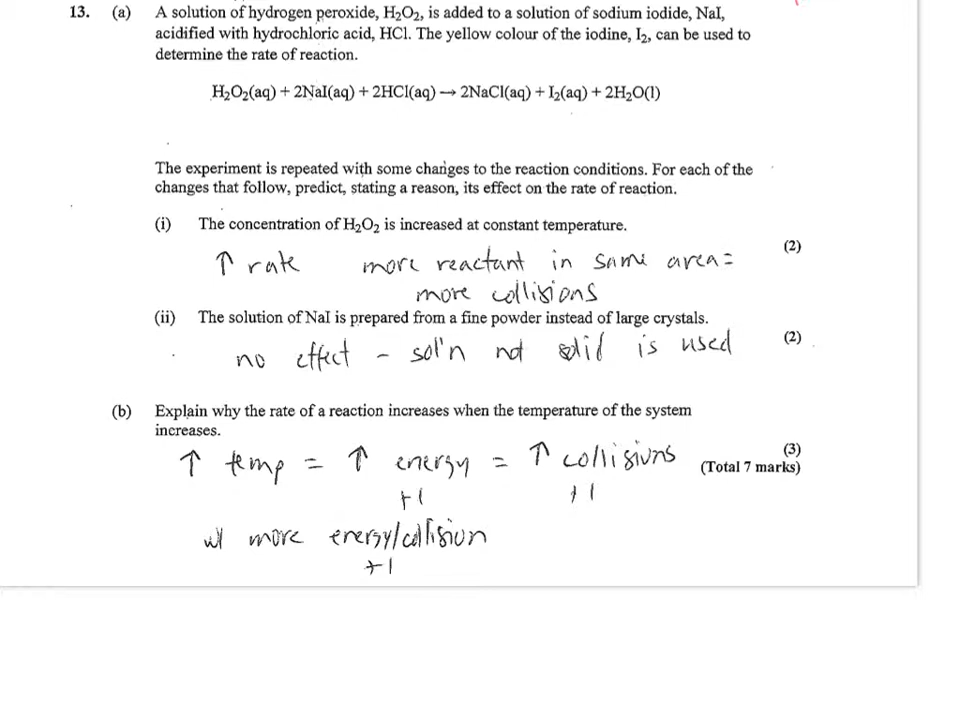 13. (a) A solution of hydrogen peroxide, H₂O₂, is added to a solution of sodium iodide, NaI,
acidified with hydrochloric acid, HCl. The yellow colour of the iodine, I₂, can be used to
determine the rate of reaction.
H₂O₂(aq) + 2NaI(aq) + 2HCl(aq) → 2NaCl(aq) + I₂(aq) + 2H₂O(l)
The experiment is repeated with some changes to the reaction conditions. For each of the
changes that follow, predict, stating a reason, its effect on the rate of reaction.
(i) The concentration of H₂O₂ is increased at constant temperature.
(2)
↑ rate more reactant in same area =
more collisions
(ii) The solution of NaI is prepared from a fine powder instead of large crystals.
(2)
no effect - sol'n not solid is used
(b) Explain why the rate of a reaction increases when the temperature of the system
increases.
(3)
↑ temp = ↑ energy = ↑ collisions (Total 7 marks)
+1 +1
w/ more energy/collision
+1